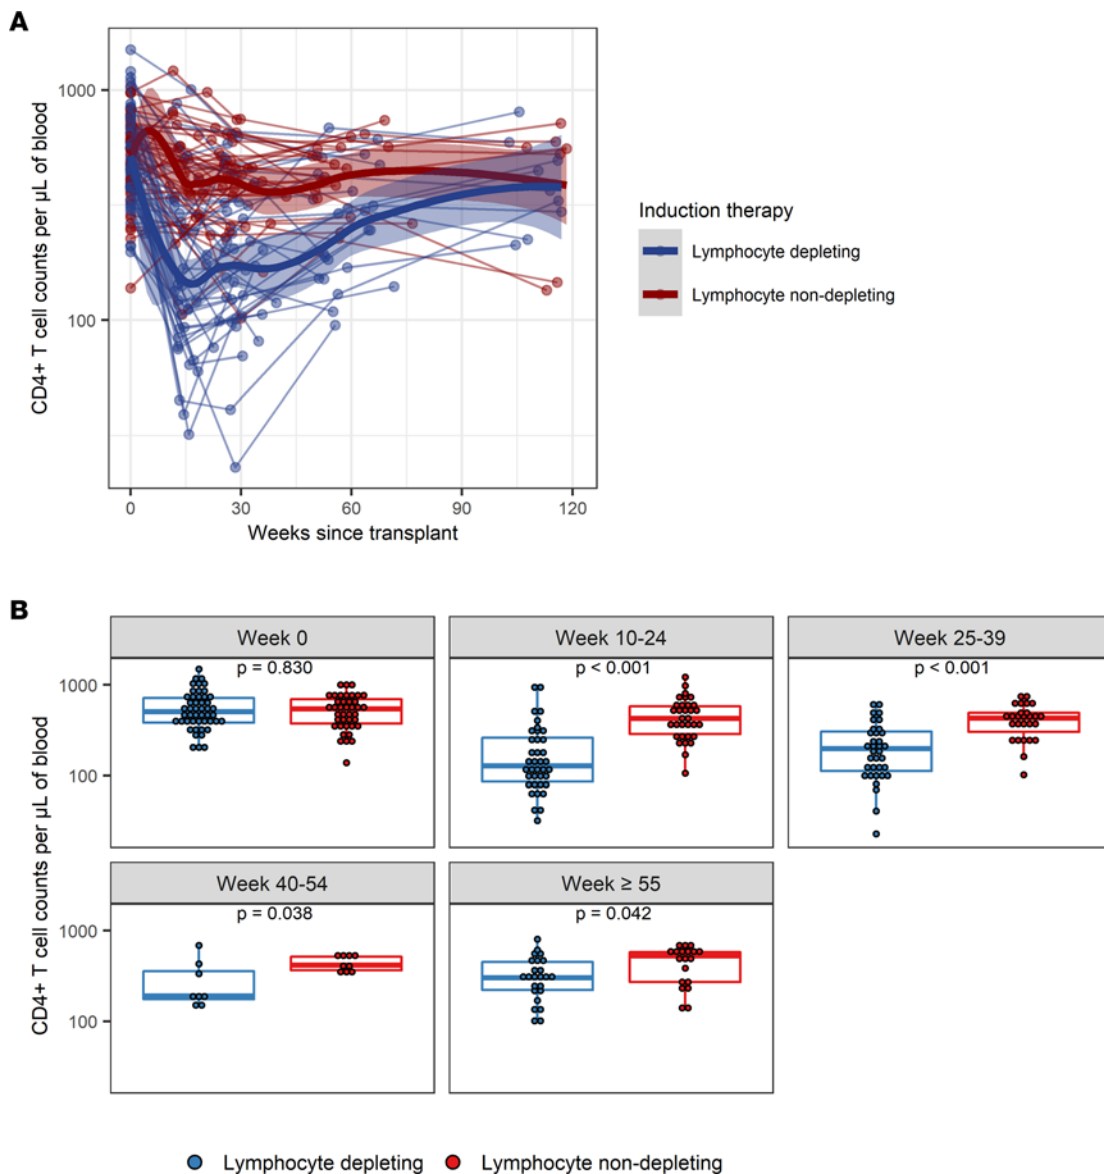 A
CD4+ T cell counts per µL of blood
1000
100
0 30 60 90 120
Weeks since transplant
Induction therapy
Lymphocyte depleting
Lymphocyte non-depleting
B
CD4+ T cell counts per µL of blood
Week 0 Week 10-24 Week 25-39
p = 0.830 p < 0.001 p < 0.001
1000
100
Week 40-54 Week ≥ 55
p = 0.038 p = 0.042
1000
100
Lymphocyte depleting Lymphocyte non-depleting